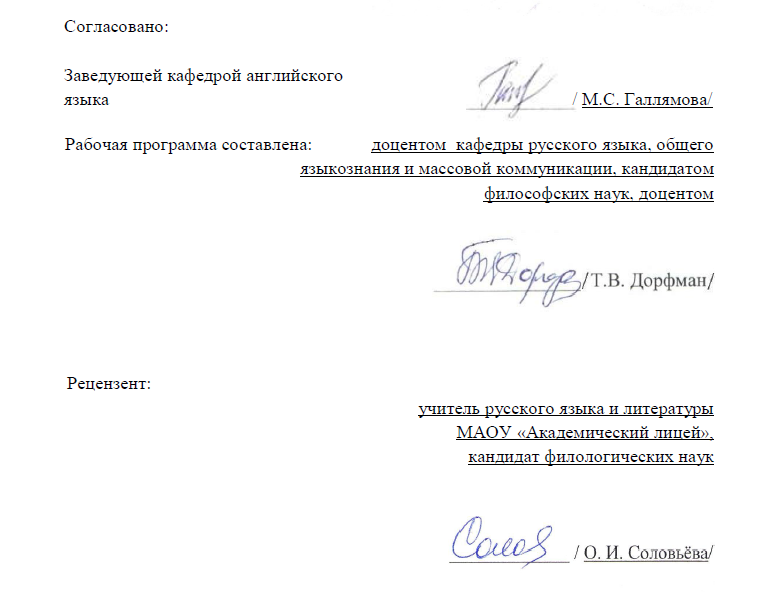 Согласовано:
Заведующей кафедрой английского
языка / М.С. Галлямова/
Рабочая программа составлена: доцентом кафедры русского языка, общего
языкознания и массовой коммуникации, кандидатом
философских наук, доцентом
/Т.В. Дорфман/
Рецензент:
учитель русского языка и литературы
МАОУ «Академический лицей»,
кандидат филологических наук
/ О. И. Соловьёва/